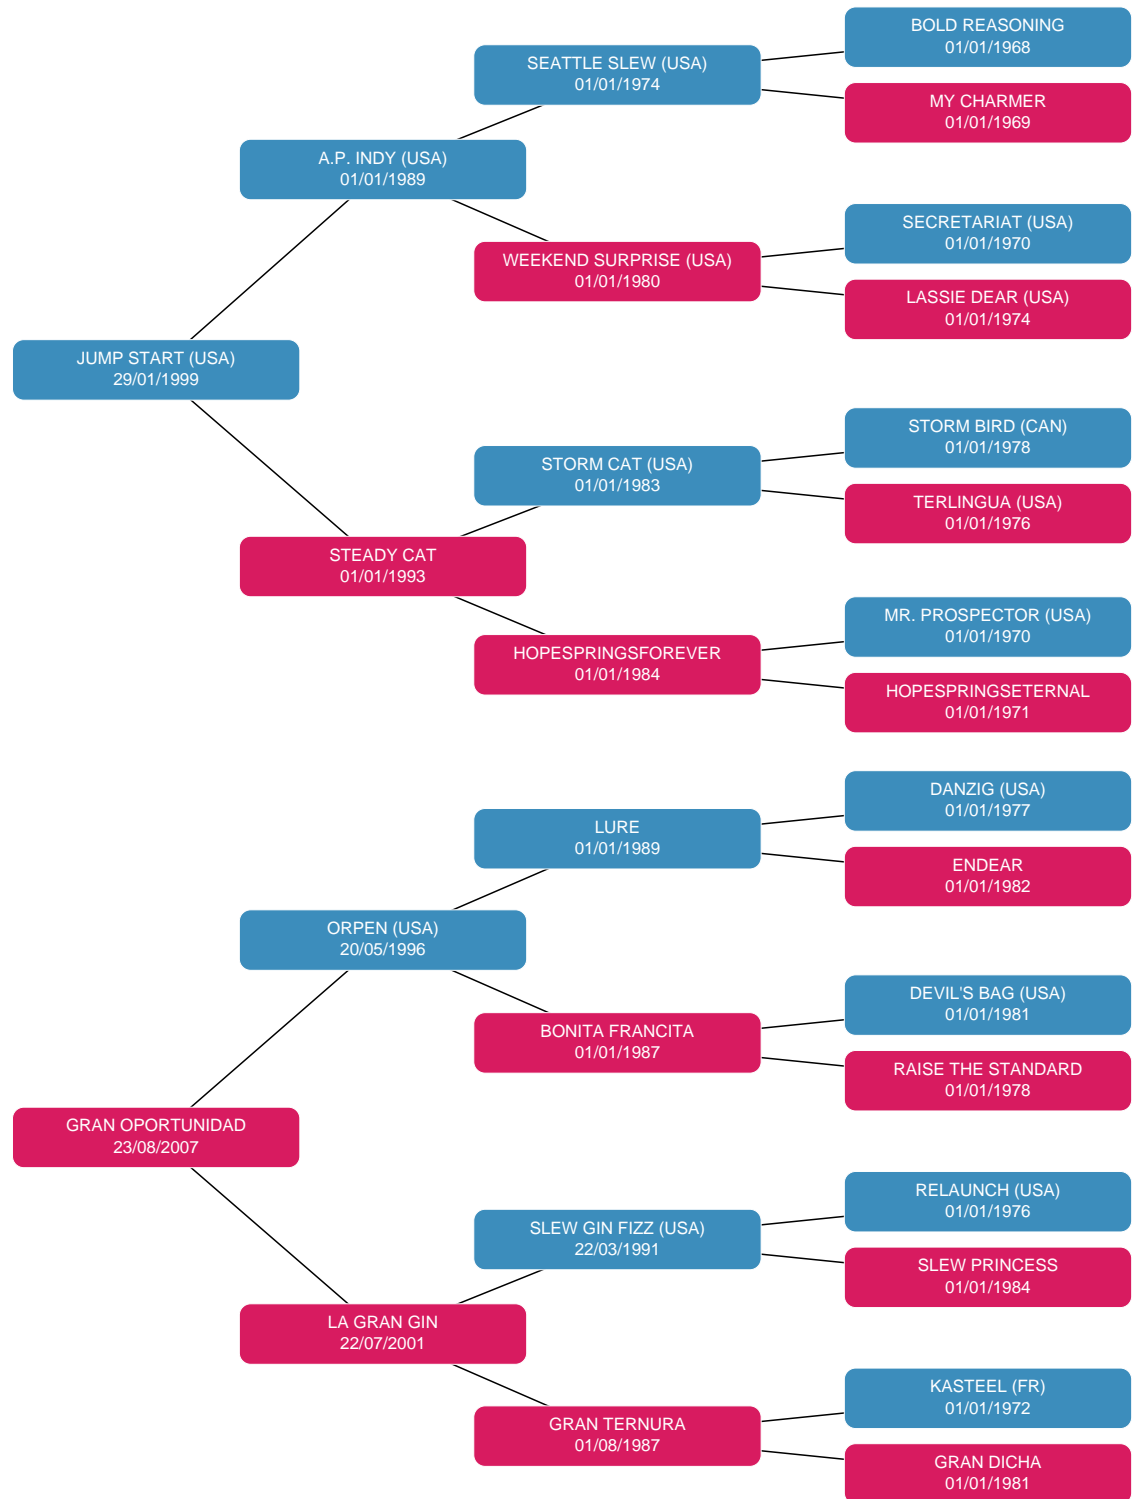 BOLD REASONING
01/01/1968
SEATTLE SLEW (USA)
01/01/1974
MY CHARMER
01/01/1969
A.P. INDY (USA)
01/01/1989
SECRETARIAT (USA)
01/01/1970
WEEKEND SURPRISE (USA)
01/01/1980
LASSIE DEAR (USA)
01/01/1974
JUMP START (USA)
29/01/1999
STORM BIRD (CAN)
01/01/1978
STORM CAT (USA)
01/01/1983
TERLINGUA (USA)
01/01/1976
STEADY CAT
01/01/1993
MR. PROSPECTOR (USA)
01/01/1970
HOPESPRINGSFOREVER
01/01/1984
HOPESPRINGSETERNAL
01/01/1971
DANZIG (USA)
01/01/1977
LURE
01/01/1989
ENDEAR
01/01/1982
ORPEN (USA)
20/05/1996
DEVIL'S BAG (USA)
01/01/1981
BONITA FRANCITA
01/01/1987
RAISE THE STANDARD
01/01/1978
GRAN OPORTUNIDAD
23/08/2007
RELAUNCH (USA)
01/01/1976
SLEW GIN FIZZ (USA)
22/03/1991
SLEW PRINCESS
01/01/1984
LA GRAN GIN
22/07/2001
KASTEEL (FR)
01/01/1972
GRAN TERNURA
01/08/1987
GRAN DICHA
01/01/1981